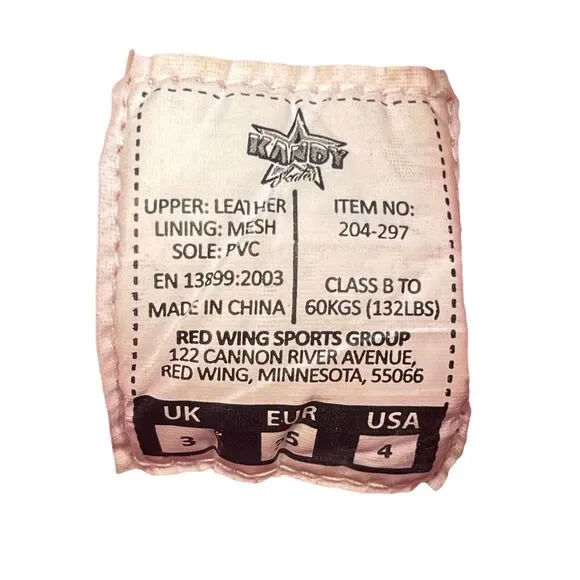 KANDY
UPPER: LEATHER
LINING: MESH
SOLE: PVC
EN 13899:2003
MADE IN CHINA
ITEM NO:
204-297
CLASS B TO
60KGS (132LBS)
RED WING SPORTS GROUP
122 CANNON RIVER AVENUE,
RED WING, MINNESOTA, 55066
UK EUR USA
3 4